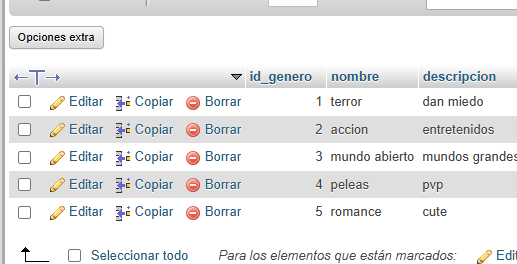 Opciones extra
id_genero nombre descripcion
Editar Copiar Borrar 1 terror dan miedo
Editar Copiar Borrar 2 accion entretenidos
Editar Copiar Borrar 3 mundo abierto mundos grandes
Editar Copiar Borrar 4 peleas pvp
Editar Copiar Borrar 5 romance cute
Seleccionar todo Para los elementos que están marcados: Edi